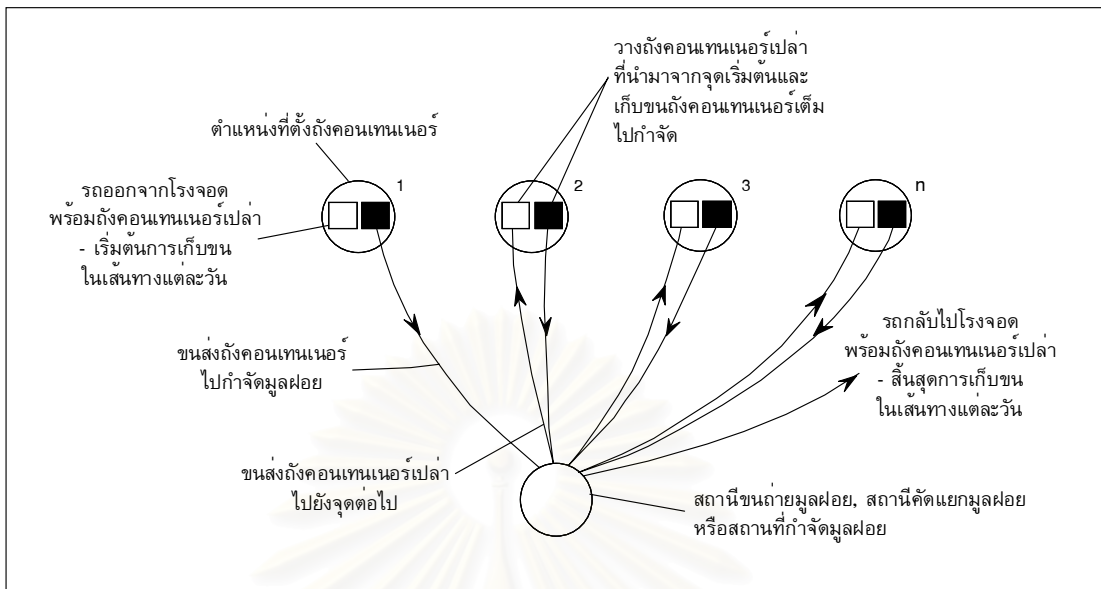 วางถังคอนเทนเนอร์เปล่า
ที่นำมาจากจุดเริ่มต้นและ
เก็บขนถังคอนเทนเนอร์เต็ม
ไปกำจัด
ตำแหน่งที่ตั้งถังคอนเทนเนอร์
1
2
3
n
รถออกจากโรงจอด
พร้อมถังคอนเทนเนอร์เปล่า
- เริ่มต้นการเก็บขน
ในเส้นทางแต่ละวัน
ขนส่งถังคอนเทนเนอร์
ไปกำจัดมูลฝอย
รถกลับไปโรงจอด
พร้อมถังคอนเทนเนอร์เปล่า
- สิ้นสุดการเก็บขน
ในเส้นทางแต่ละวัน
ขนส่งถังคอนเทนเนอร์เปล่า
ไปยังจุดต่อไป
สถานีขนถ่ายมูลฝอย, สถานีคัดแยกมูลฝอย
หรือสถานที่กำจัดมูลฝอย